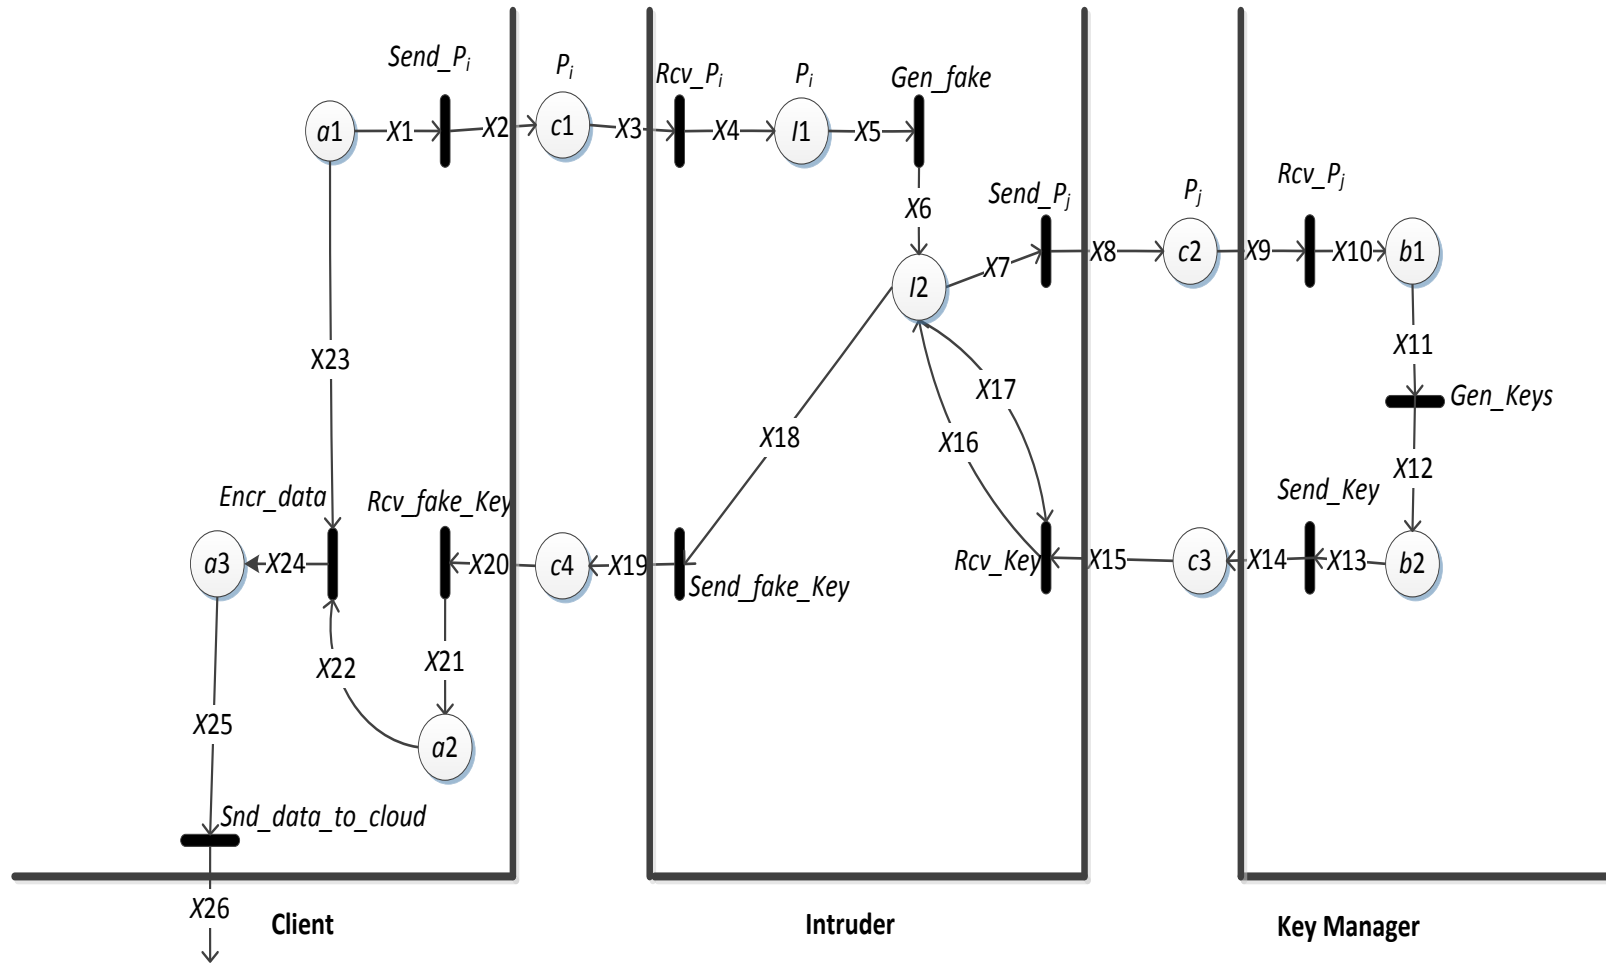 Send_Pi
Pi
Rcv_Pi
Pi
Gen_fake
a1
X1
X2
c1
X3
X4
I1
X5
X6
Send_Pj
Pj
Rcv_Pj
I2
X7
X8
c2
X9
X10
b1
X23
X11
X17
Gen_Keys
X18
X16
X12
Encr_data
Rcv_fake_Key
Send_Key
a3
X24
X20
c4
X19
Send_fake_Key
Rcv_Key
X15
c3
X14
X13
b2
X22
X21
X25
a2
Snd_data_to_cloud
X26
Client
Intruder
Key Manager